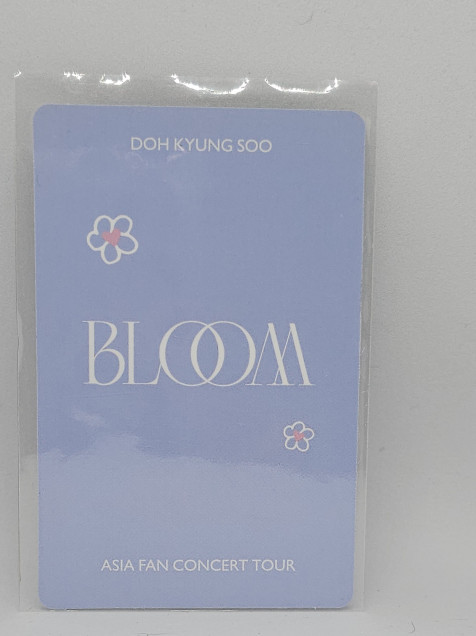 DOH KYUNG SOO
BLOOM
ASIA FAN CONCERT TOUR